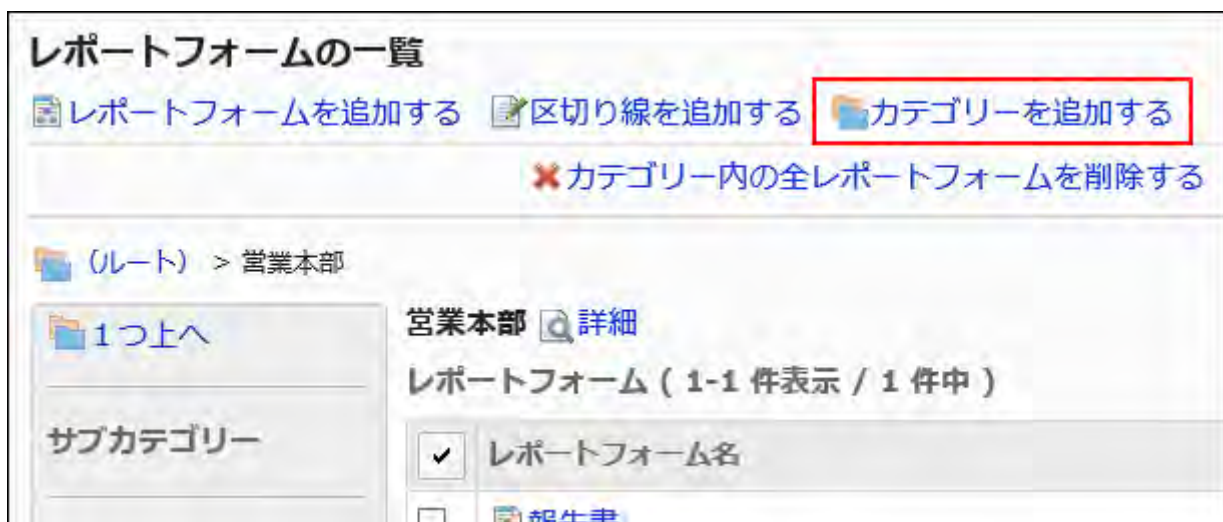 レポートフォームの一覧
レポートフォームを追加する 区切り線を追加する カテゴリーを追加する
カテゴリー内の全レポートフォームを削除する
（ルート） > 営業本部
1つ上へ
サブカテゴリー
営業本部 詳細
レポートフォーム ( 1-1 件表示 / 1 件中 )
レポートフォーム名
報告書